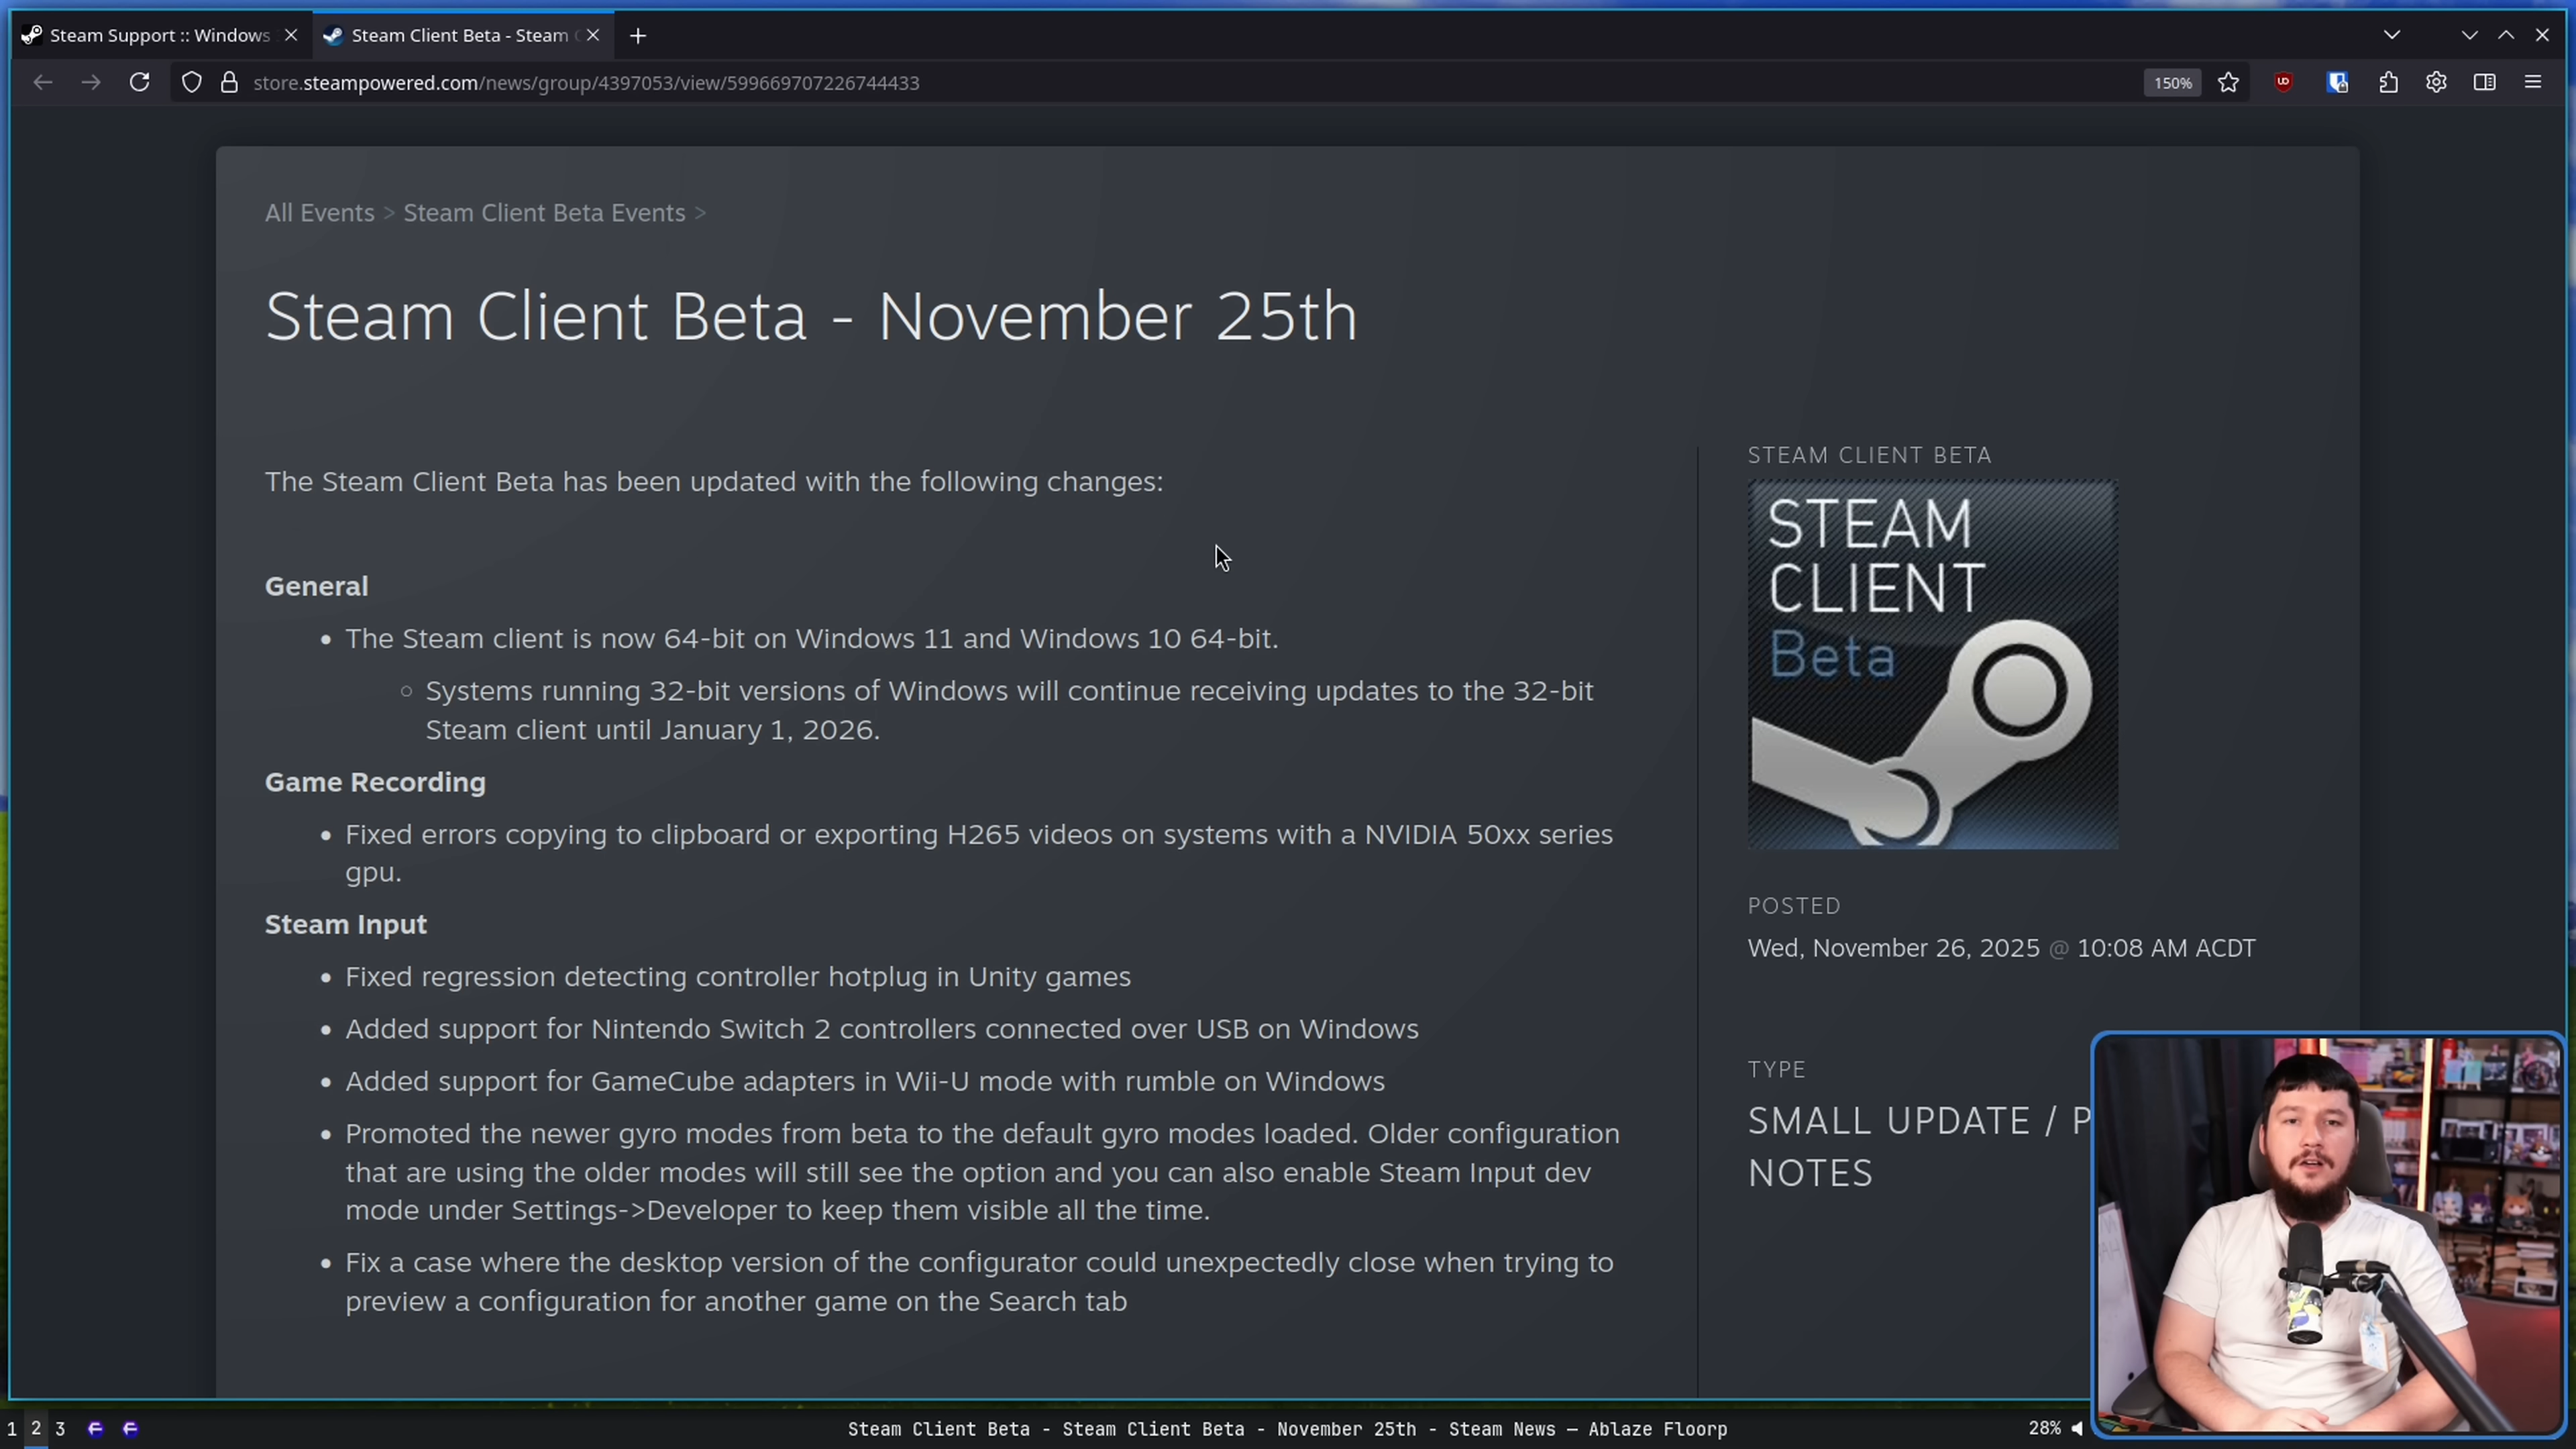 Steam Support :: Windows
Steam Client Beta - Steam
store.steampowered.com/news/group/4397053/view/599669707226744433
150%
All Events > Steam Client Beta Events >
Steam Client Beta - November 25th
The Steam Client Beta has been updated with the following changes:
General
• The Steam client is now 64-bit on Windows 11 and Windows 10 64-bit.
○ Systems running 32-bit versions of Windows will continue receiving updates to the 32-bit
Steam client until January 1, 2026.
Game Recording
• Fixed errors copying to clipboard or exporting H265 videos on systems with a NVIDIA 50xx series
gpu.
Steam Input
• Fixed regression detecting controller hotplug in Unity games
• Added support for Nintendo Switch 2 controllers connected over USB on Windows
• Added support for GameCube adapters in Wii-U mode with rumble on Windows
• Promoted the newer gyro modes from beta to the default gyro modes loaded. Older configuration
that are using the older modes will still see the option and you can also enable Steam Input dev
mode under Settings->Developer to keep them visible all the time.
• Fix a case where the desktop version of the configurator could unexpectedly close when trying to
preview a configuration for another game on the Search tab
STEAM CLIENT BETA
STEAM
CLIENT
Beta
POSTED
Wed, November 26, 2025 @ 10:08 AM ACDT
TYPE
SMALL UPDATE / P
NOTES
1 2 3
Steam Client Beta - Steam Client Beta - November 25th - Steam News — Ablaze Floorp
28%